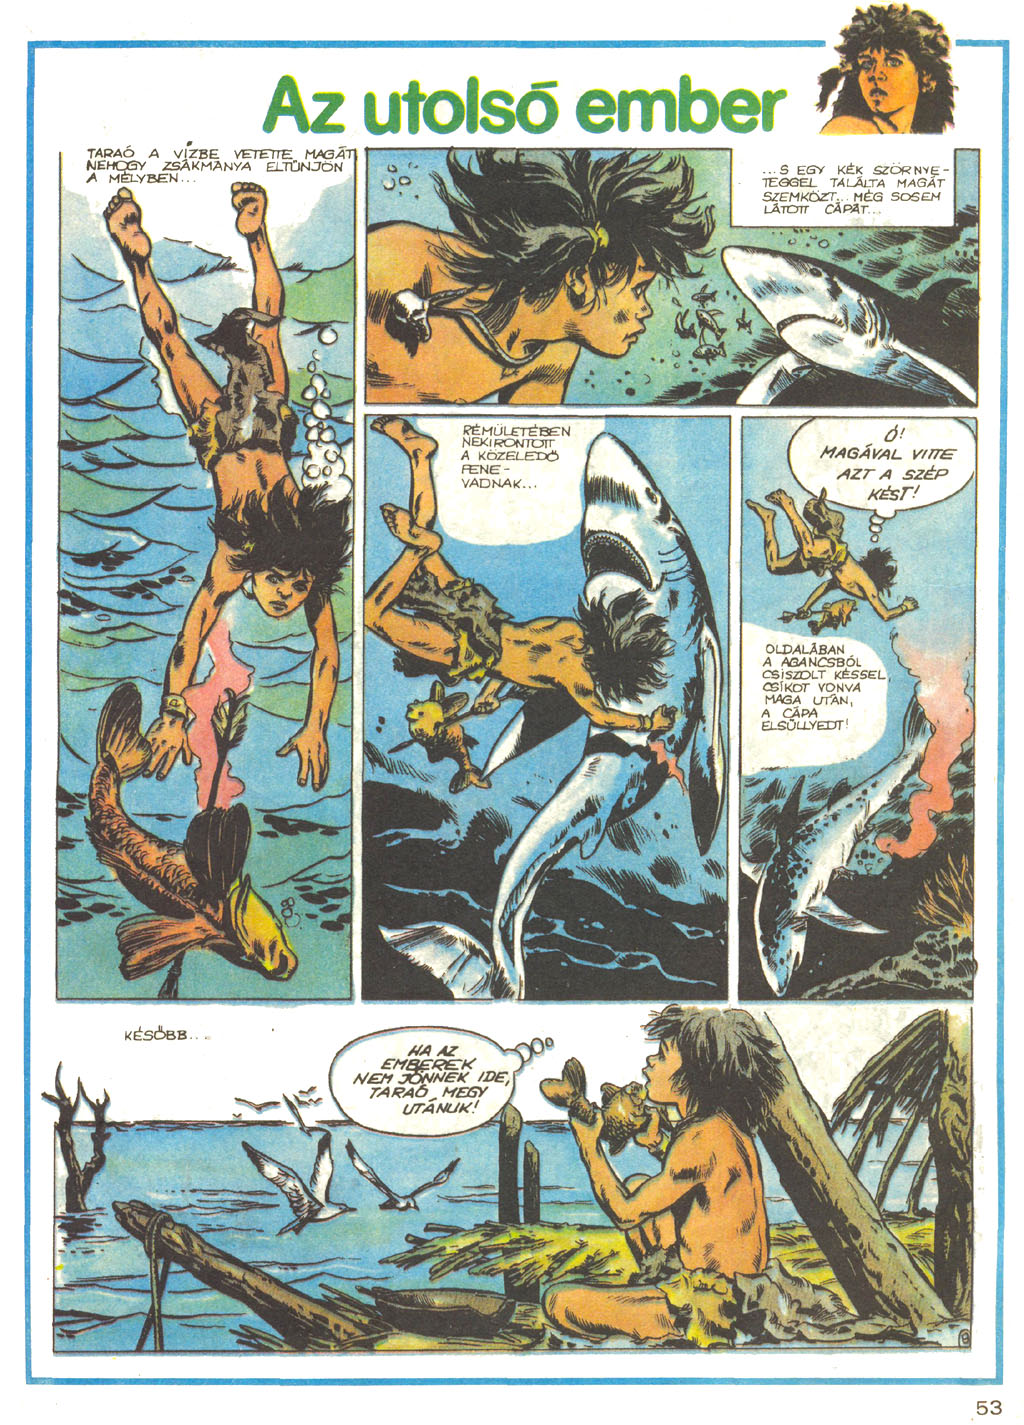 Az utolsó ember
TARAÓ A VÍZBE VETETTE MAGÁT
NEHOGY ZSÁKMÁNYA ELTŰNJÖN
A MÉLYBEN...
...S EGY KÉK SZÖRNYE-
TEGGEL TALÁLTA MAGÁT
SZEMKÖZT... MÉG SOSEM
LÁTOTT CÁPÁT...
RÉMÜLETÉBEN
NEKIRONTOTT
A KÖZELEDŐ
FENE-
VADNAK...
Ó!
MAGÁVAL VITTE
AZT A SZÉP
KÉST!
OLDALÁBAN
A AGANCSBÓL
CSISZOLT KÉSSEL,
CSÍKOT VONVA
MAGA UTÁN,
A CÁPA
ELSÜLLYEDT!
KÉSŐBB...
HA AZ
EMBEREK
NEM JÖNNEK IDE,
TARAÓ MEGY
UTÁNUK!
8
53